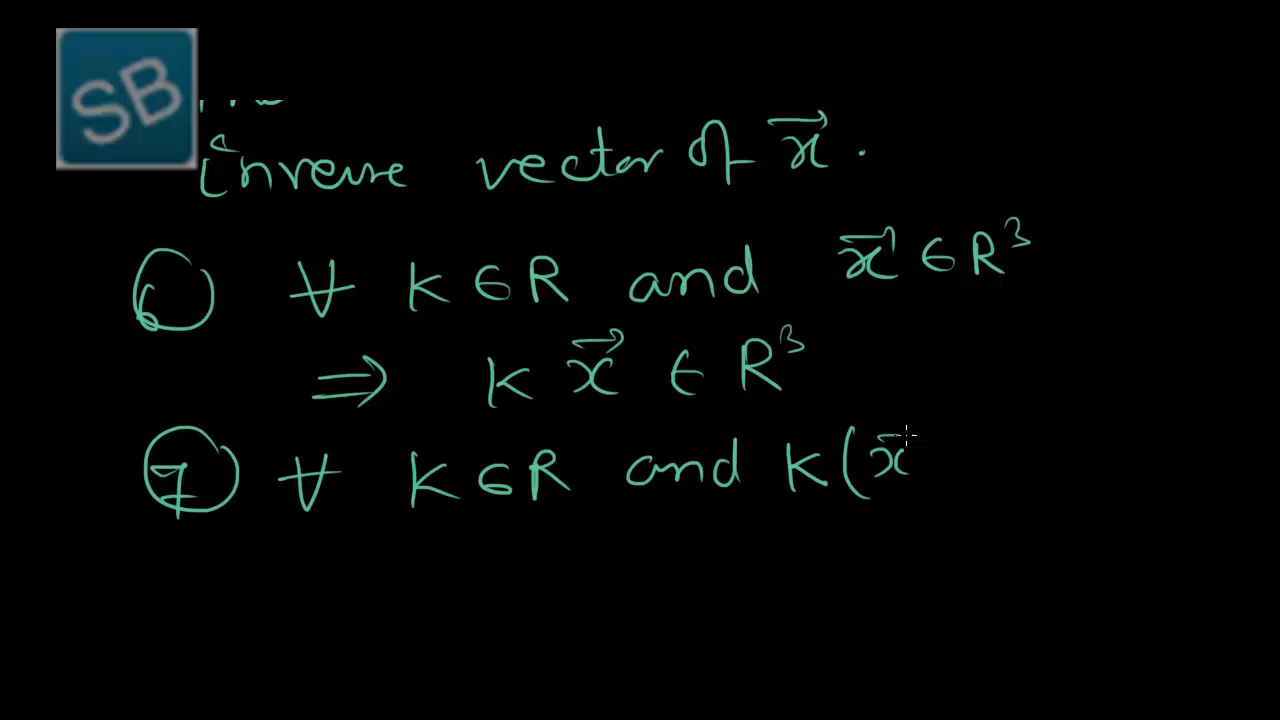 SB
inverse vector of x⃗ .
6 ∀ K∈R and x⃗ ∈ R³
⇒ K x⃗ ∈ R³
7 ∀ K∈R and K(x⃗